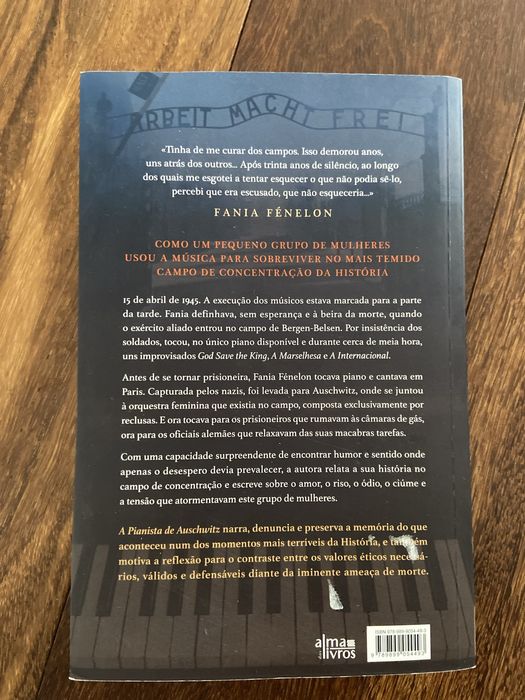 ARBEIT MACHT FREI
«Tinha de me curar dos campos. Isso demorou anos,
uns atrás dos outros... Após trinta anos de silêncio, ao longo
dos quais me esgotei a tentar esquecer o que não podia sê-lo,
percebi que era escusado, que não esqueceria...»
FANIA FÉNELON
COMO UM PEQUENO GRUPO DE MULHERES
USOU A MÚSICA PARA SOBREVIVER NO MAIS TEMIDO
CAMPO DE CONCENTRAÇÃO DA HISTÓRIA
15 de abril de 1945. A execução dos músicos estava marcada para a parte
da tarde. Fania definhava, sem esperança e à beira da morte, quando
o exército aliado entrou no campo de Bergen-Belsen. Por insistência dos
soldados, tocou, no único piano disponível e durante cerca de meia hora,
uns improvisados God Save the King, A Marselhesa e A Internacional.
Antes de se tornar prisioneira, Fania Fénelon tocava piano e cantava em
Paris. Capturada pelos nazis, foi levada para Auschwitz, onde se juntou
à orquestra feminina que existia no campo, composta exclusivamente por
reclusas. E ora tocava para os prisioneiros que rumavam às câmaras de gás,
ora para os oficiais alemães que relaxavam das suas macabras tarefas.
Com uma capacidade surpreendente de encontrar humor e sentido onde
apenas o desespero devia prevalecer, a autora relata a sua história no
campo de concentração e escreve sobre o amor, o riso, o ódio, o ciúme e
a tensão que atormentavam este grupo de mulheres.
A Pianista de Auschwitz narra, denuncia e preserva a memória do que
aconteceu num dos momentos mais terríveis da História, e também
motiva a reflexão para o contraste entre os valores éticos necessá-
rios, válidos e defensáveis diante da iminente ameaça de morte.
alma
dos
livros